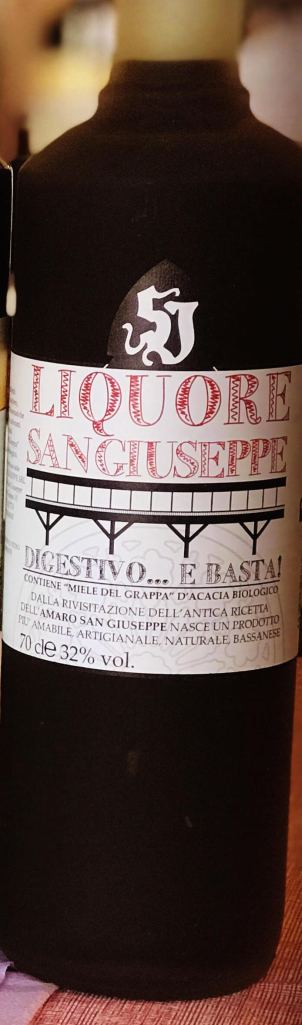 SJ
LIQUORE
SANGIUSEPPE
DIGESTIVO... E BASTA!
CONTIENE "MIELE DEL GRAPPA" D'ACACIA BIOLOGICO
DALLA RIVISITAZIONE DELL'ANTICA RICETTA
DELL'AMARO SAN GIUSEPPE NASCE UN PRODOTTO
PIU' AMABILE, ARTIGIANALE, NATURALE, BASSANESE
70 cl℮ 32% vol.